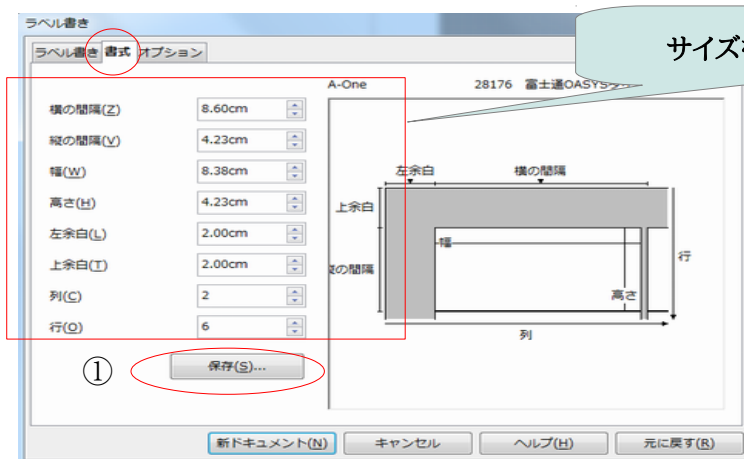 ラベル書き
サイズ
ラベル書き 書式 オプション
A-One 28176 富士通OASYS
横の間隔(Z) 8.60cm
縦の間隔(V) 4.23cm
幅(W) 8.38cm
高さ(H) 4.23cm
左余白(L) 2.00cm
上余白(T) 2.00cm
列(C) 2
行(O) 6
左余白 横の間隔
上余白
幅
の間隔
行
高さ
列
① 保存(S)...
新ドキュメント(N) キャンセル ヘルプ(H) 元に戻す(R)